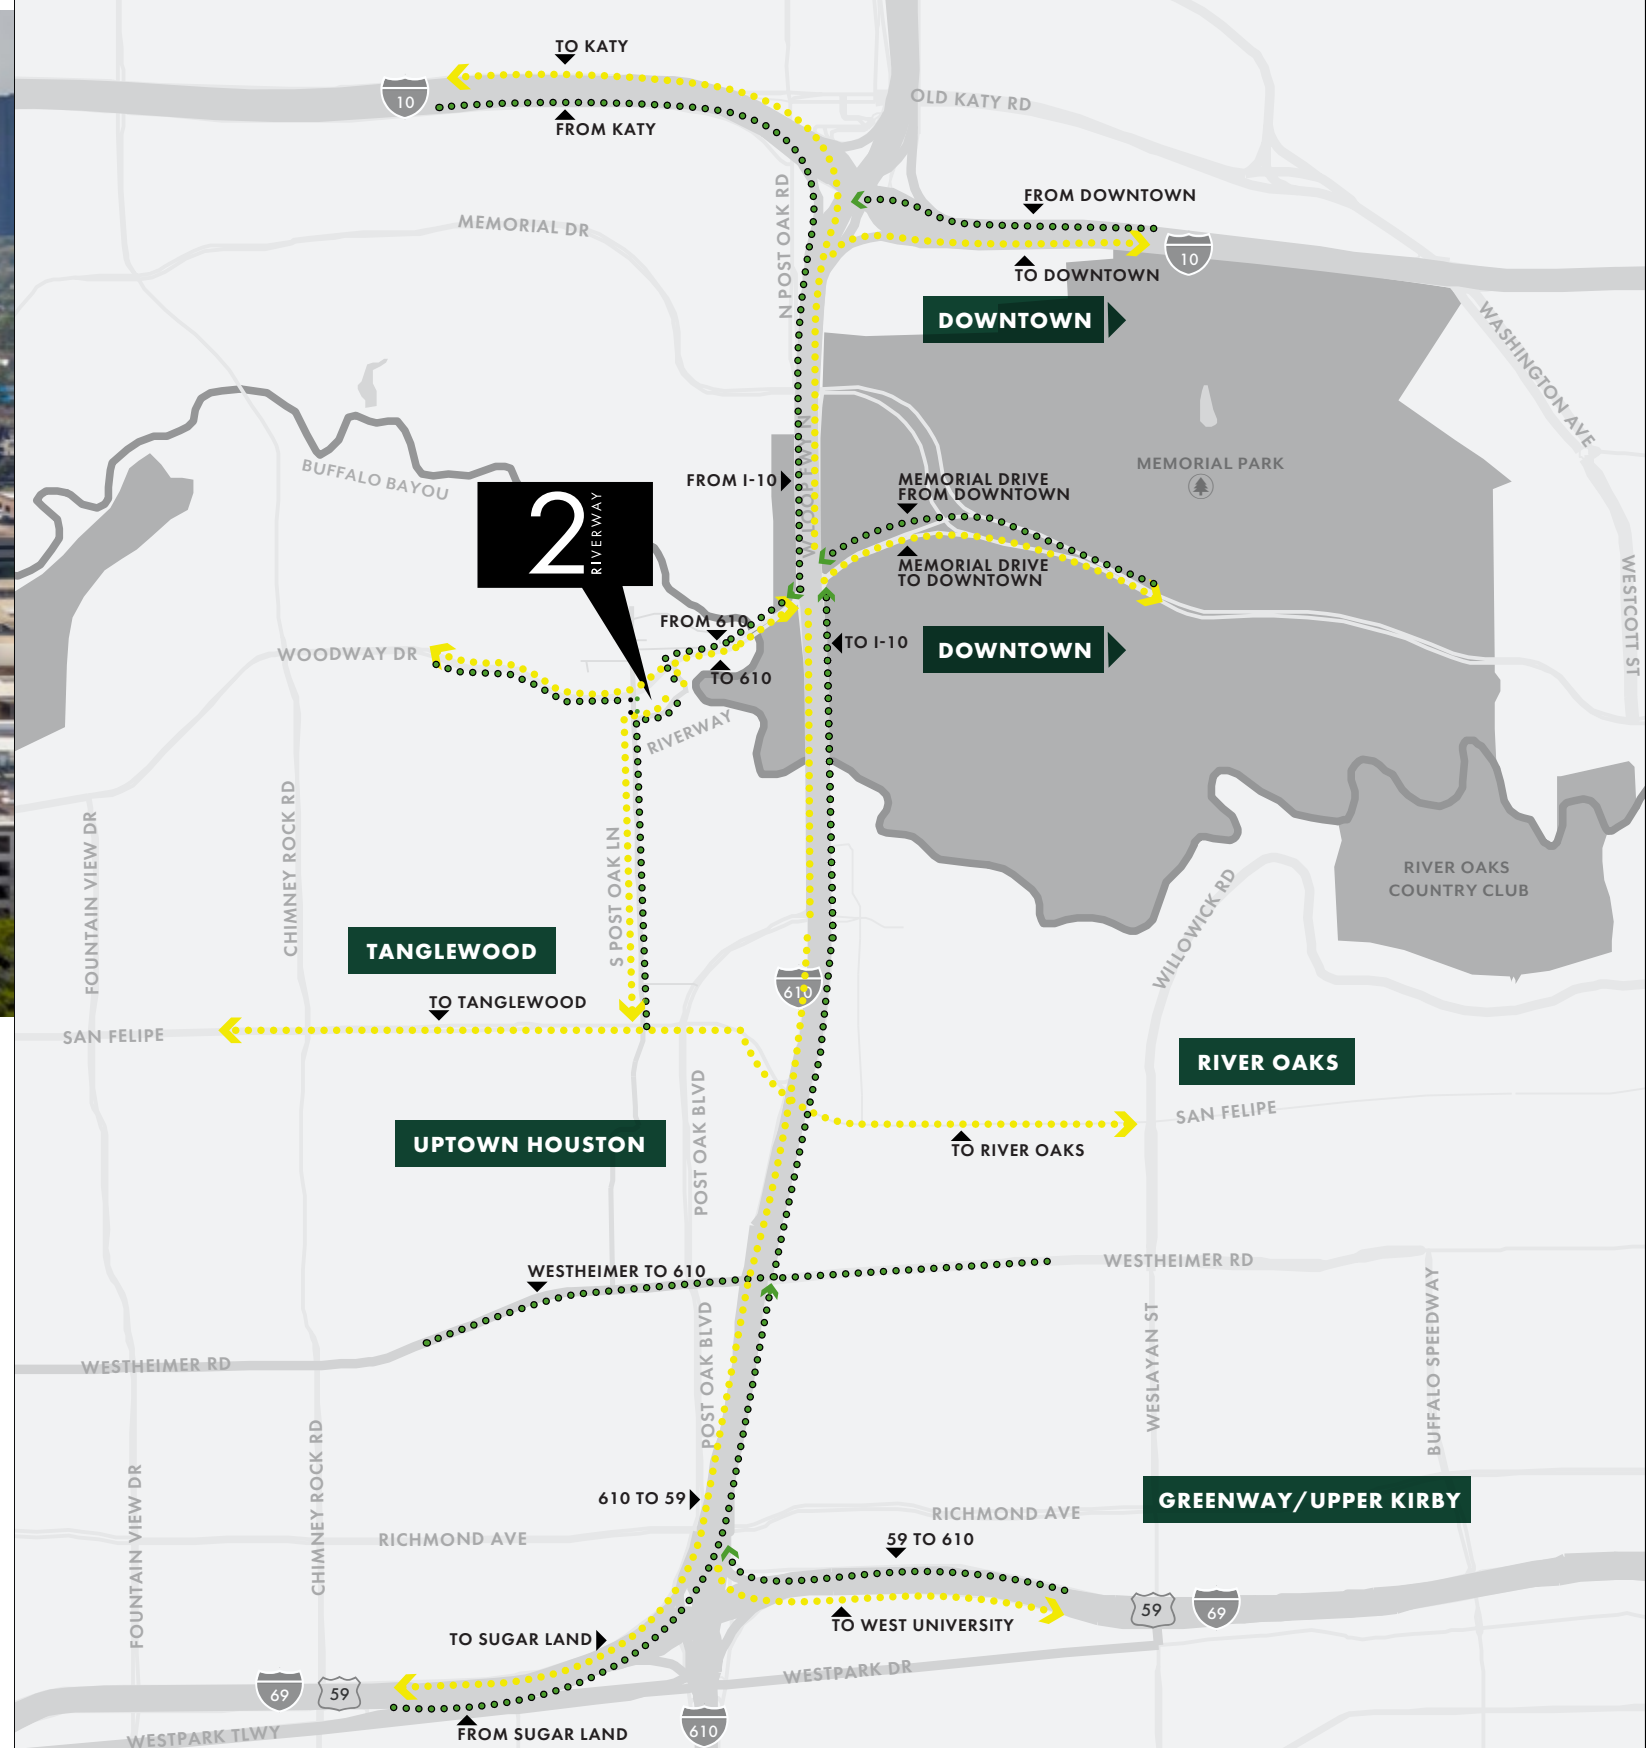 TO KATY
10
FROM KATY
OLD KATY RD
N POST OAK RD
FROM DOWNTOWN
MEMORIAL DR
10
TO DOWNTOWN
DOWNTOWN
WASHINGTON AVE
W LOOP FWY N
BUFFALO BAYOU
MEMORIAL PARK
FROM I-10
MEMORIAL DRIVE
FROM DOWNTOWN
2
RIVERWAY
MEMORIAL DRIVE
TO DOWNTOWN
WESTCOTT ST
FROM 610
TO I-10
DOWNTOWN
WOODWAY DR
TO 610
RIVERWAY
FOUNTAIN VIEW DR
CHIMNEY ROCK RD
S POST OAK LN
RIVER OAKS
COUNTRY CLUB
WILLOWICK RD
TANGLEWOOD
610
TO TANGLEWOOD
SAN FELIPE
RIVER OAKS
POST OAK BLVD
SAN FELIPE
UPTOWN HOUSTON
TO RIVER OAKS
WESTHEIMER TO 610
WESTHEIMER RD
POST OAK BLVD
WESLAYAN ST
BUFFALO SPEEDWAY
WESTHEIMER RD
CHIMNEY ROCK RD
FOUNTAIN VIEW DR
610 TO 59
GREENWAY/UPPER KIRBY
RICHMOND AVE
RICHMOND AVE
59 TO 610
59
69
TO WEST UNIVERSITY
TO SUGAR LAND
WESTPARK DR
69
59
610
FROM SUGAR LAND
WESTPARK TLWY